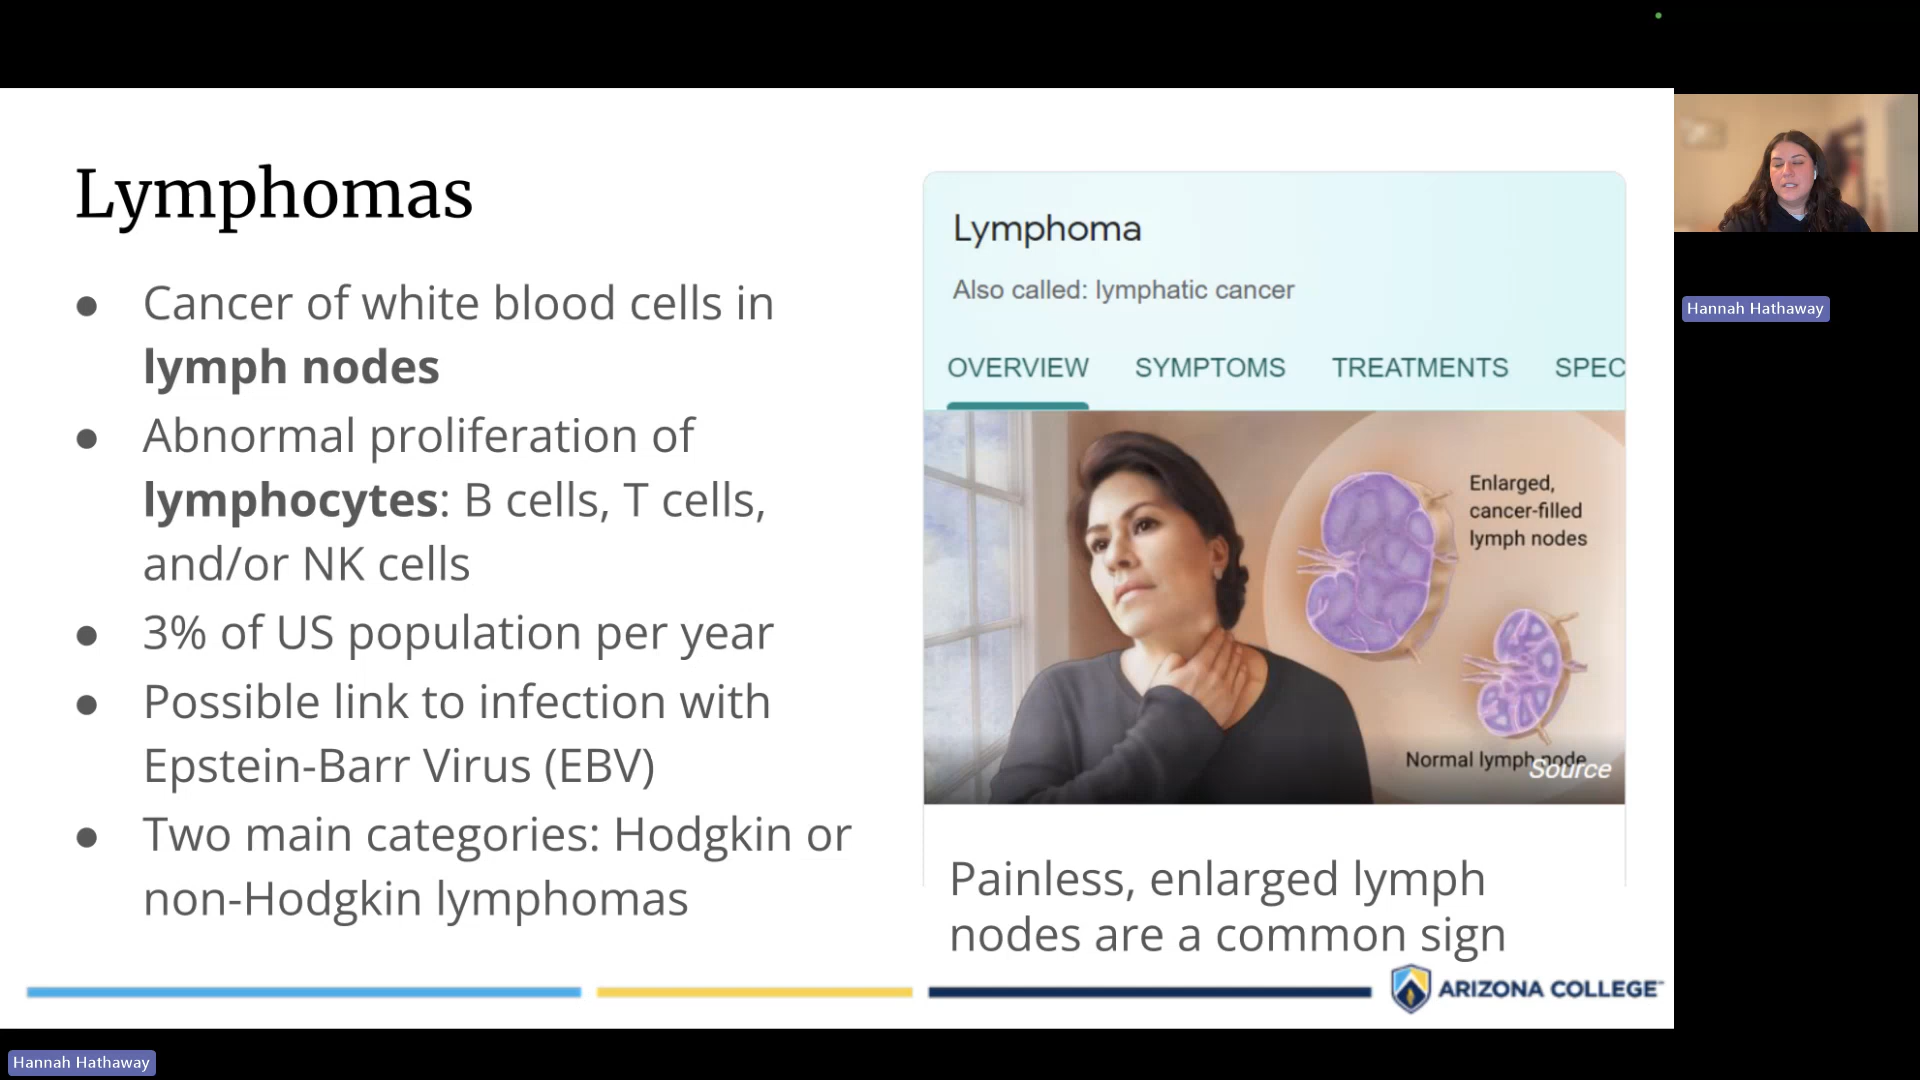 Lymphomas
● Cancer of white blood cells in
lymph nodes
● Abnormal proliferation of
lymphocytes: B cells, T cells,
and/or NK cells
● 3% of US population per year
● Possible link to infection with
Epstein-Barr Virus (EBV)
● Two main categories: Hodgkin or
non-Hodgkin lymphomas
Lymphoma
Also called: lymphatic cancer
OVERVIEW SYMPTOMS TREATMENTS SPEC
Enlarged,
cancer-filled
lymph nodes
Normal lymph node
Source
Painless, enlarged lymph
nodes are a common sign
ARIZONA COLLEGE
Hannah Hathaway
Hannah Hathaway